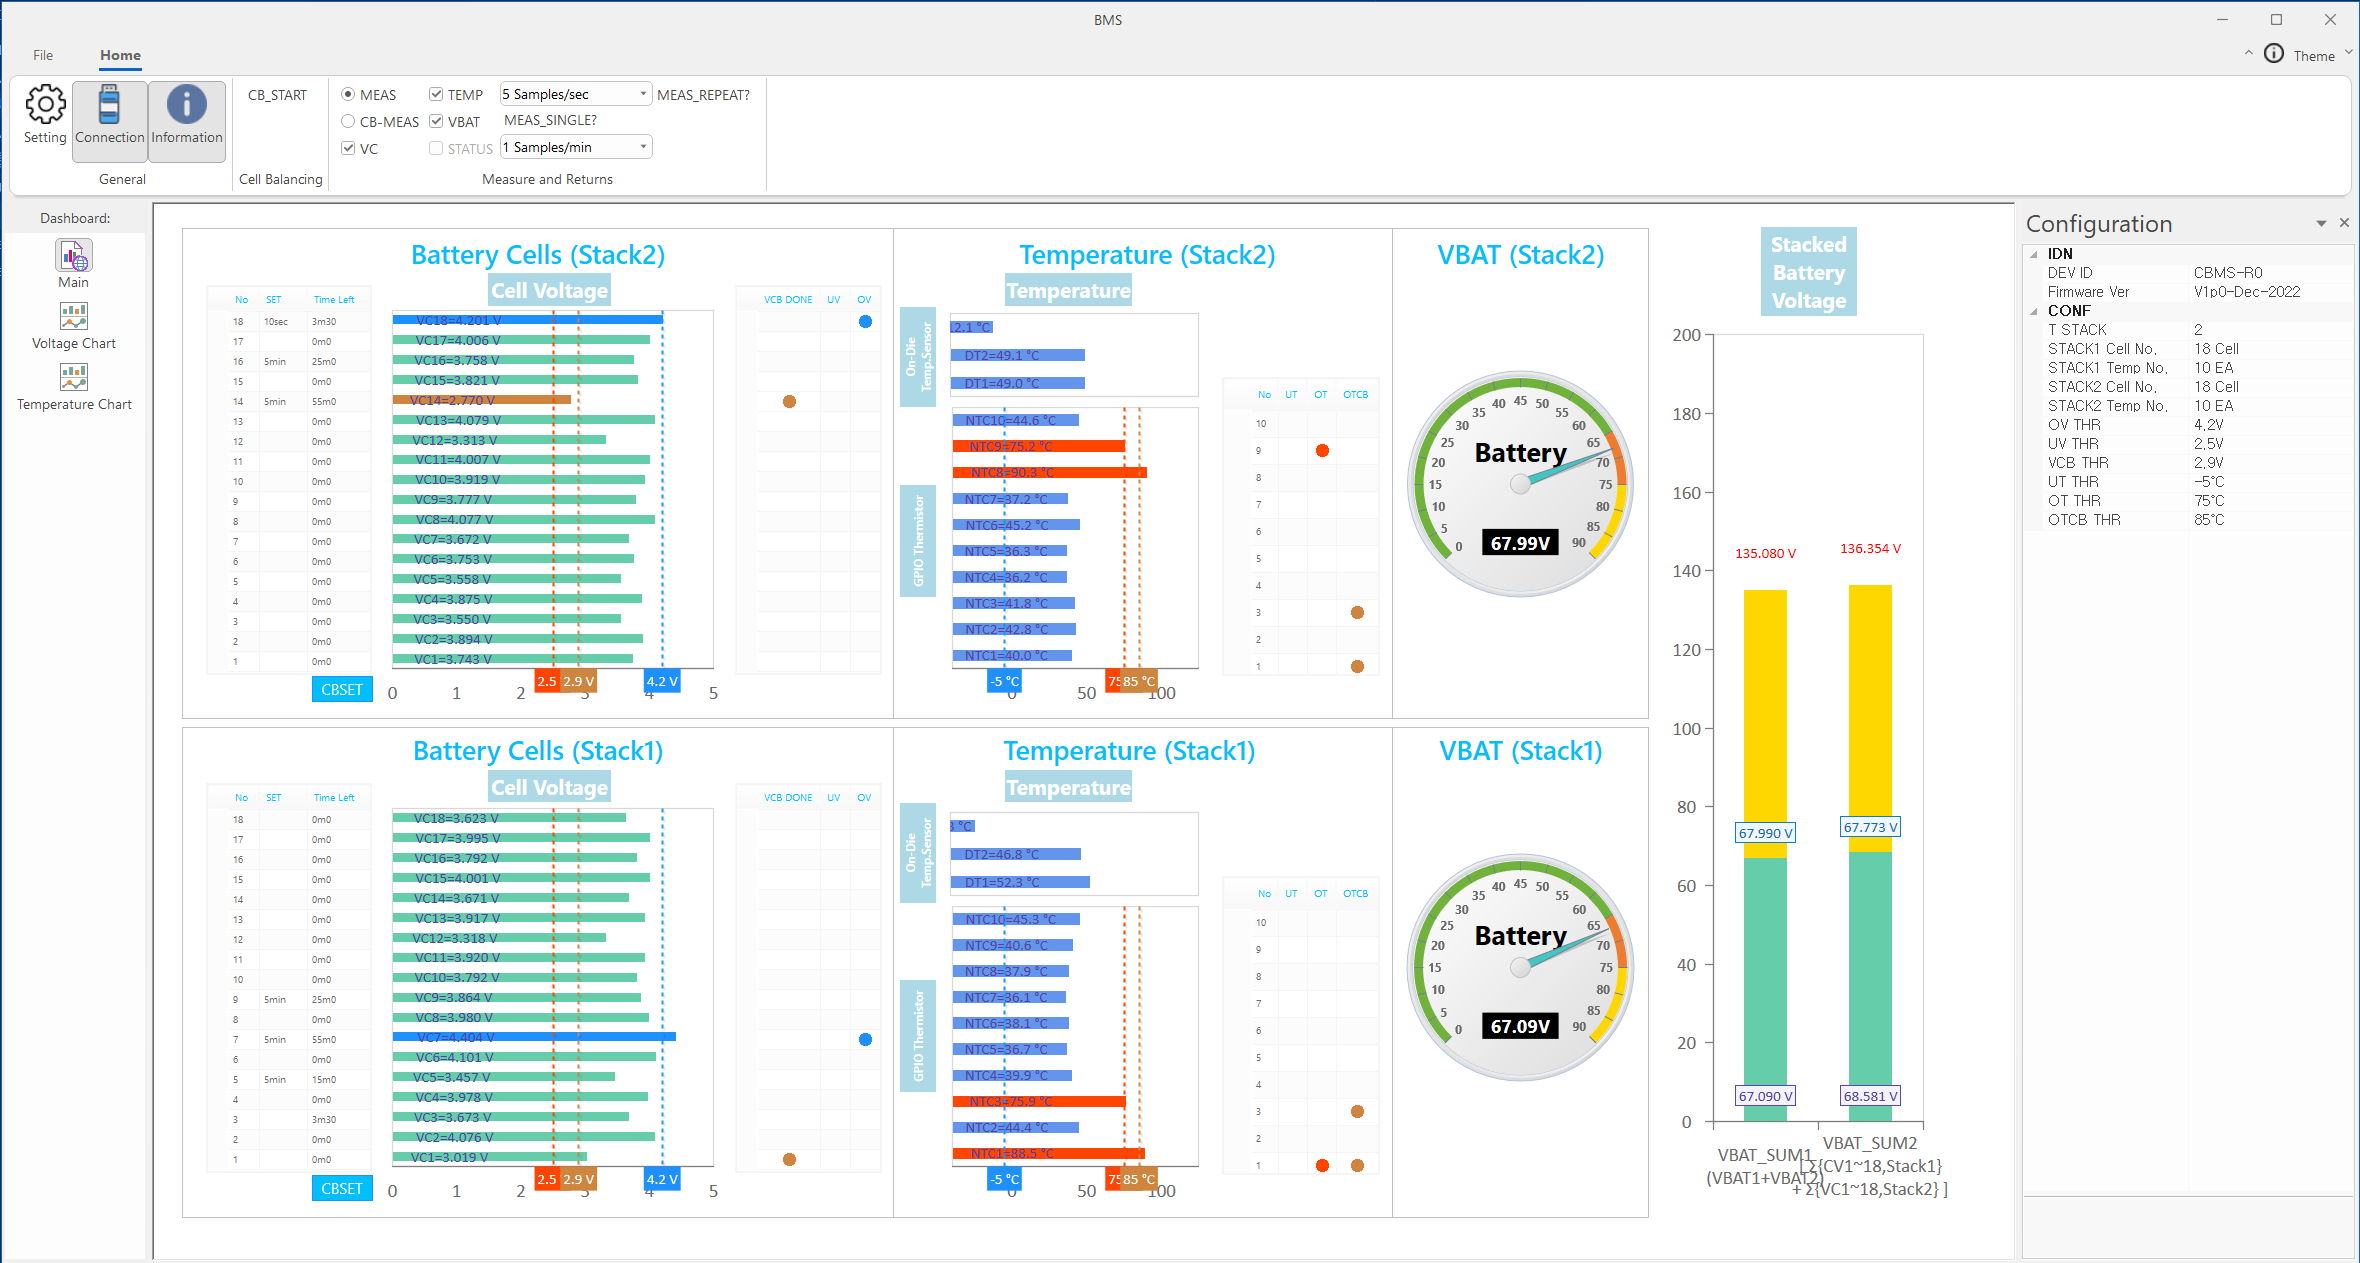 BMS
File Home
Theme
Setting Connection Information
General
CB_START
Cell Balancing
MEAS TEMP 5 Samples/sec MEAS_REPEAT?
CB-MEAS VBAT MEAS_SINGLE?
VC STATUS 1 Samples/min
Measure and Returns
Dashboard:
Main
Voltage Chart
Temperature Chart
Battery Cells (Stack2)
Cell Voltage
No SET Time Left
18 10sec 3m30
17 0m0
16 5min 25m0
15 0m0
14 5min 55m0
13 0m0
12 0m0
11 0m0
10 0m0
9 0m0
8 0m0
7 0m0
6 0m0
5 0m0
4 0m0
3 0m0
2 0m0
1 0m0
CBSET
VC18=4.201 V
VC17=4.006 V
VC16=3.758 V
VC15=3.821 V
VC14=2.770 V
VC13=4.079 V
VC12=3.313 V
VC11=4.007 V
VC10=3.919 V
VC9=3.777 V
VC8=4.077 V
VC7=3.672 V
VC6=3.753 V
VC5=3.558 V
VC4=3.875 V
VC3=3.550 V
VC2=3.894 V
VC1=3.743 V
2.5 2.9 V 4.2 V
0 1 2 3 4 5
VCB DONE UV OV
Temperature (Stack2)
Temperature
On-Die
Temp.Sensor
2.1 °C
DT2=49.1 °C
DT1=49.0 °C
GPIO Thermistor
NTC10=44.6 °C
NTC9=75.2 °C
NTC8=90.3 °C
NTC7=37.2 °C
NTC6=45.2 °C
NTC5=36.3 °C
NTC4=36.2 °C
NTC3=41.8 °C
NTC2=42.8 °C
NTC1=40.0 °C
-5 °C 75 85 °C
0 50 100
No UT OT OTCB
10
9
8
7
6
5
4
3
2
1
VBAT (Stack2)
0 5 10 15 20 25 30 35 40 45 50 55 60 65 70 75 80 85 90
Battery
67.99V
Battery Cells (Stack1)
Cell Voltage
No SET Time Left
18 0m0
17 0m0
16 0m0
15 0m0
14 0m0
13 0m0
12 0m0
11 0m0
10 0m0
9 5min 25m0
8 0m0
7 5min 55m0
6 0m0
5 5min 15m0
4 0m0
3 3m30
2 0m0
1 0m0
CBSET
VC18=3.623 V
VC17=3.995 V
VC16=3.792 V
VC15=4.001 V
VC14=3.671 V
VC13=3.917 V
VC12=3.318 V
VC11=3.920 V
VC10=3.792 V
VC9=3.864 V
VC8=3.980 V
VC7=4.404 V
VC6=4.101 V
VC5=3.457 V
VC4=3.978 V
VC3=3.673 V
VC2=4.076 V
VC1=3.019 V
2.5 2.9 V 4.2 V
0 1 2 3 4 5
VCB DONE UV OV
Temperature (Stack1)
Temperature
On-Die
Temp.Sensor
°C
DT2=46.8 °C
DT1=52.3 °C
GPIO Thermistor
NTC10=45.3 °C
NTC9=40.6 °C
NTC8=37.9 °C
NTC7=36.1 °C
NTC6=38.1 °C
NTC5=36.7 °C
NTC4=39.9 °C
NTC3=75.9 °C
NTC2=44.4 °C
NTC1=88.5 °C
-5 °C 75 85 °C
0 50 100
No UT OT OTCB
10
9
8
7
6
5
4
3
2
1
VBAT (Stack1)
0 5 10 15 20 25 30 35 40 45 50 55 60 65 70 75 80 85 90
Battery
67.09V
Stacked
Battery
Voltage
200
180
160
140
120
100
80
60
40
20
0
135.080 V 136.354 V
67.990 V 67.773 V
67.090 V 68.581 V
VBAT_SUM1
(VBAT1+VBAT2)
VBAT_SUM2
[ Σ{CV1~18,Stack1}
+ Σ{VC1~18,Stack2} ]
Configuration
IDN
DEV ID CBMS-R0
Firmware Ver V1p0-Dec-2022
CONF
T STACK 2
STACK1 Cell No. 18 Cell
STACK1 Temp No. 10 EA
STACK2 Cell No. 18 Cell
STACK2 Temp No. 10 EA
OV THR 4.2V
UV THR 2.5V
VCB THR 2.9V
UT THR -5°C
OT THR 75°C
OTCB THR 85°C